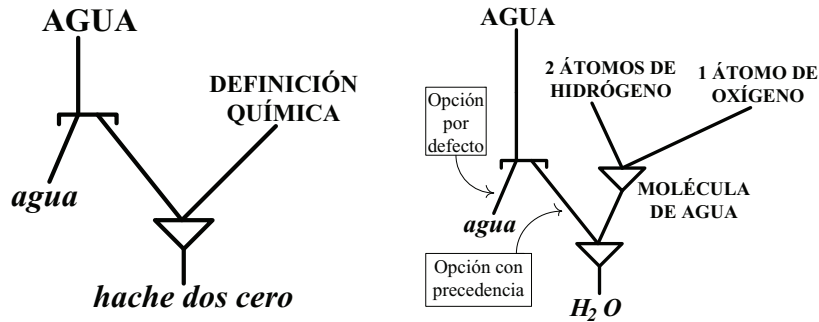 AGUA
DEFINICIÓN
QUÍMICA
agua
hache dos cero
AGUA
2 ÁTOMOS DE
HIDRÓGENO
1 ÁTOMO DE
OXÍGENO
Opción
por
defecto
MOLÉCULA
DE AGUA
agua
Opción con
precedencia
H₂ O